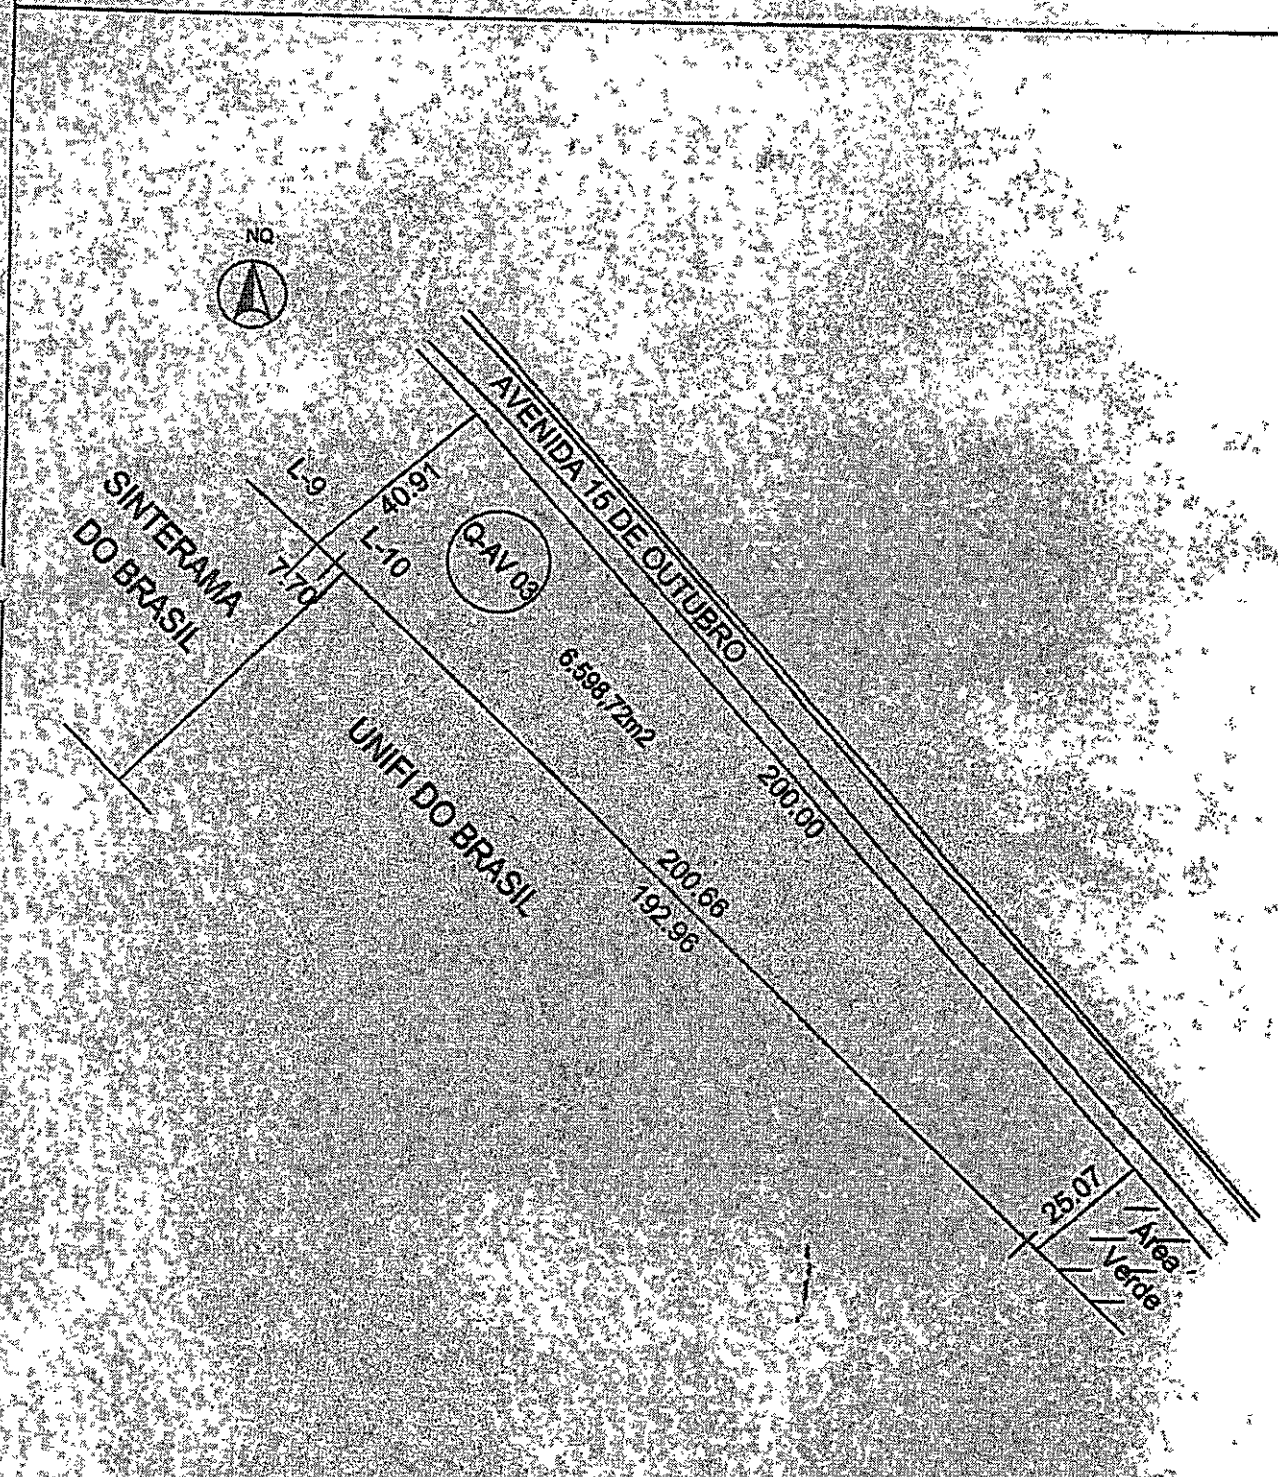 NQ
AVENIDA 15 DE OUTUBRO
L-9
40.91
SINTERAMA
DO BRASIL
7.70
L-10
Q-AV 03
6.598,72m2
UNIFI DO BRASIL
200.00
200.66
192.96
25.07
Área
Verde